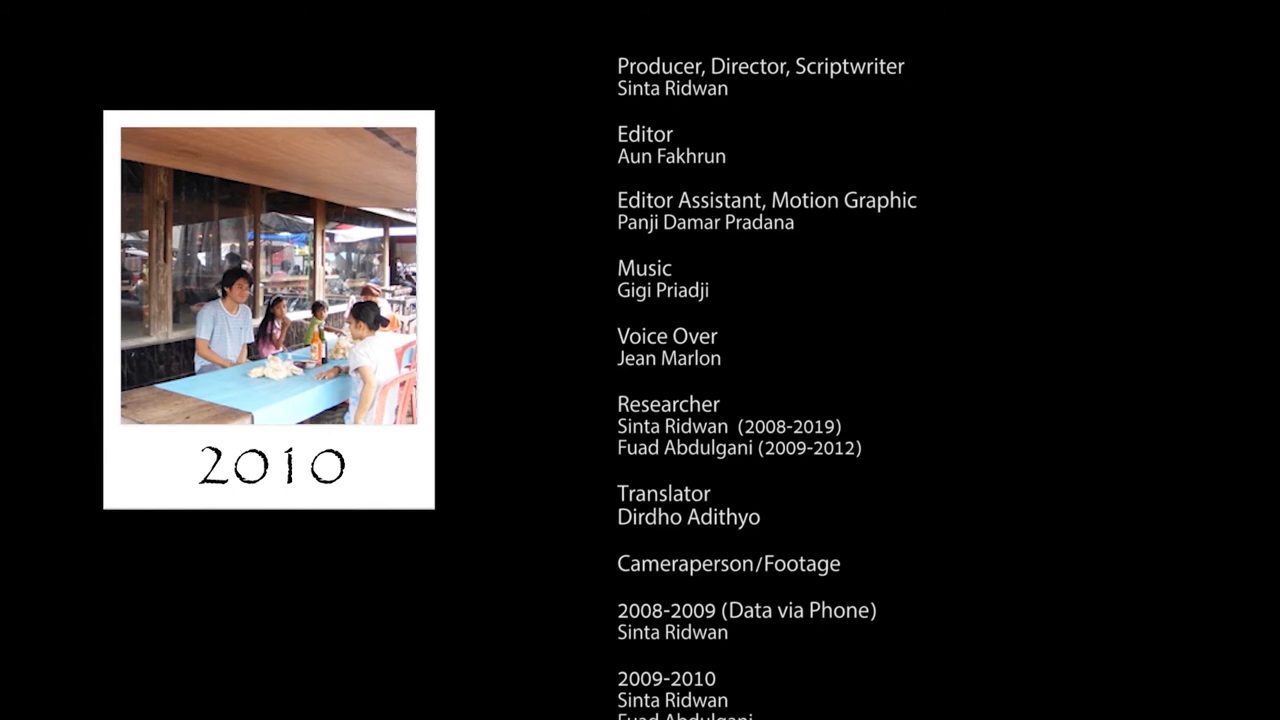 2010
Producer, Director, Scriptwriter
Sinta Ridwan
Editor
Aun Fakhrun
Editor Assistant, Motion Graphic
Panji Damar Pradana
Music
Gigi Priadji
Voice Over
Jean Marlon
Researcher
Sinta Ridwan (2008-2019)
Fuad Abdulgani (2009-2012)
Translator
Dirdho Adithyo
Cameraperson/Footage
2008-2009 (Data via Phone)
Sinta Ridwan
2009-2010
Sinta Ridwan
Fuad Abdulgani